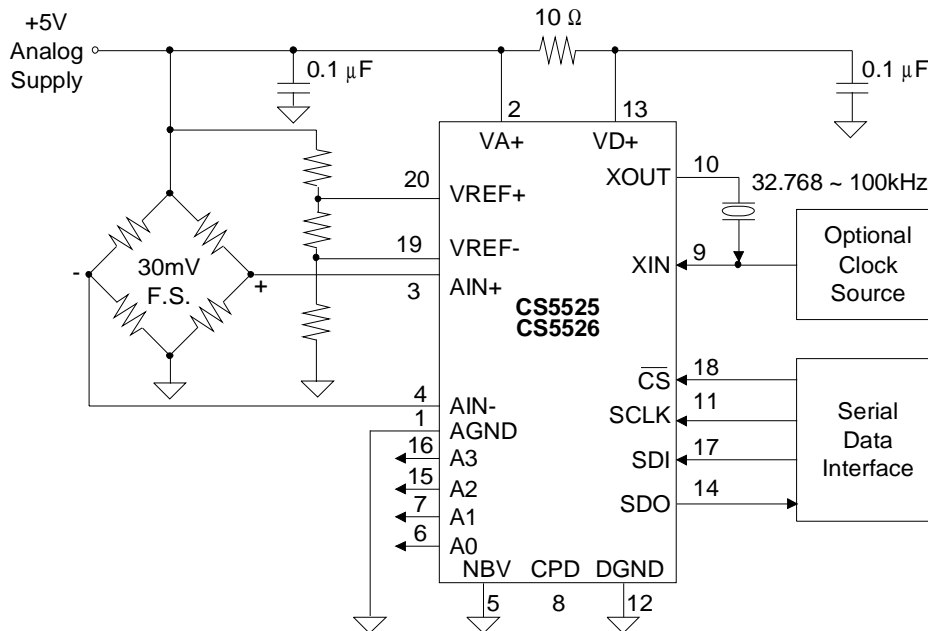 +5V
Analog
Supply
10 Ω
0.1 μF
0.1 μF
2
13
VA+
VD+
XOUT
10
32.768 ~ 100kHz
20
VREF+
19
VREF-
XIN
9
Optional
Clock
Source
-
30mV
F.S.
+
3
AIN+
CS5525
CS5526
CS
18
4
AIN-
SCLK
11
Serial
Data
Interface
1
AGND
16
A3
SDI
17
15
A2
SDO
14
7
A1
6
A0
NBV
CPD
DGND
5
8
12